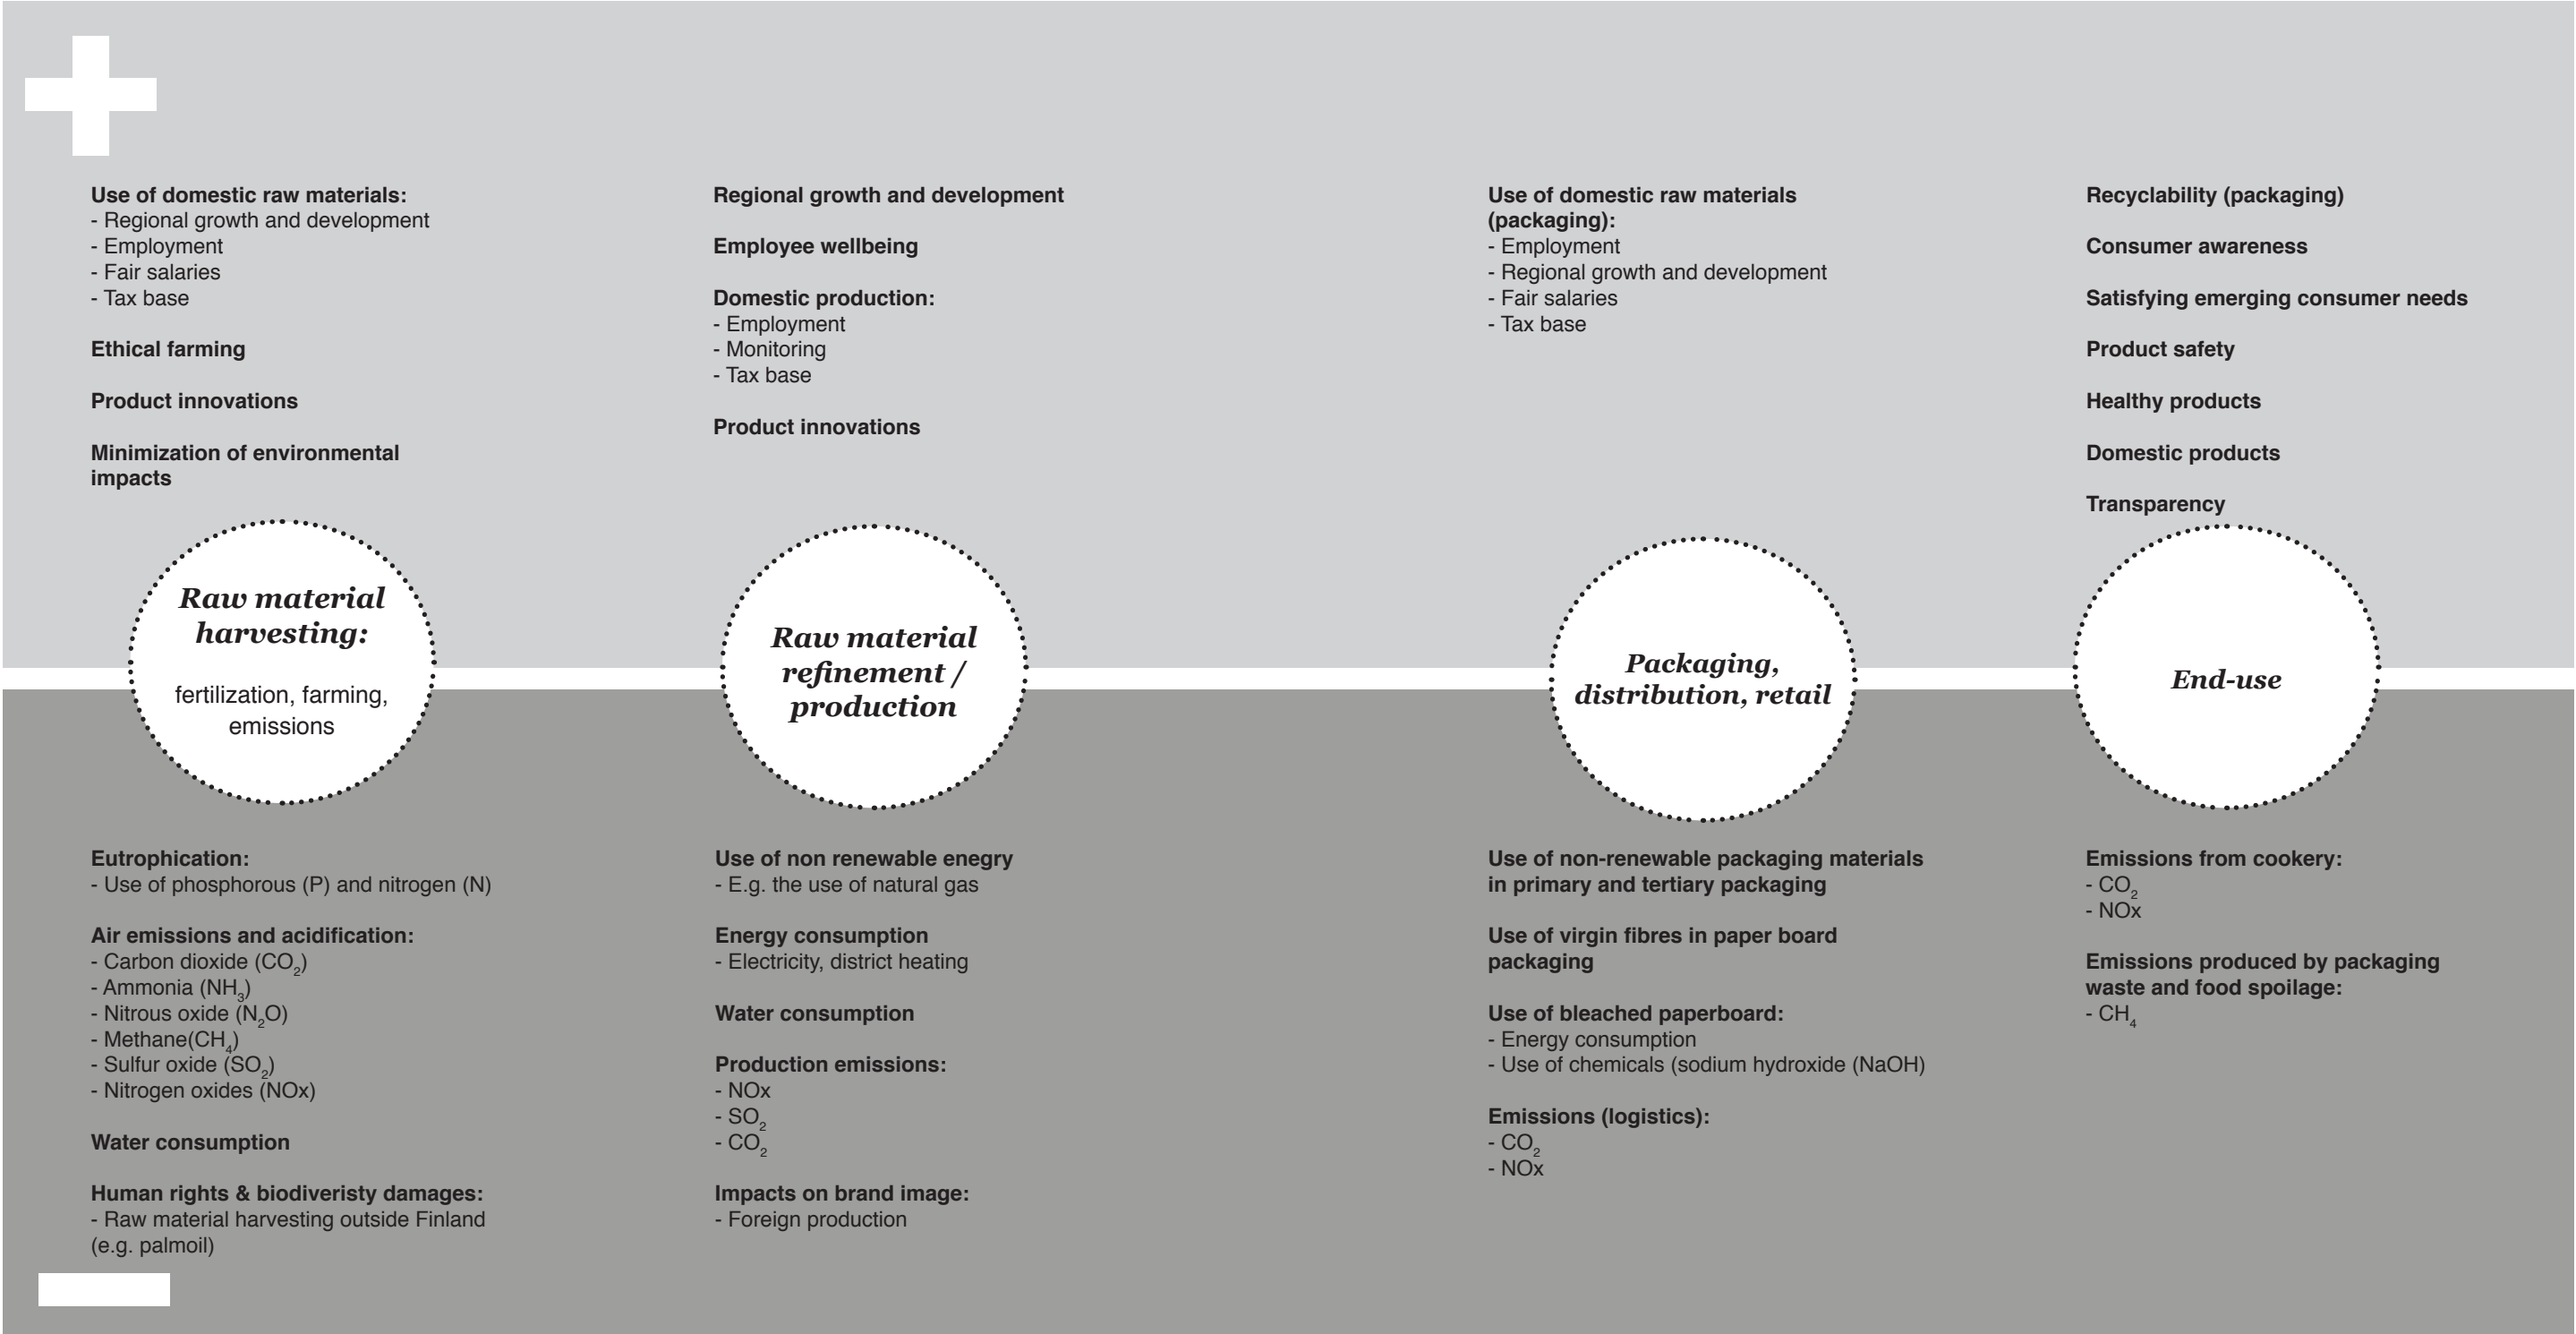 Use of domestic raw materials:
- Regional growth and development
- Employment
- Fair salaries
- Tax base
Ethical farming
Product innovations
Minimization of environmental
impacts
Regional growth and development
Employee wellbeing
Domestic production:
- Employment
- Monitoring
- Tax base
Product innovations
Use of domestic raw materials
(packaging):
- Employment
- Regional growth and development
- Fair salaries
- Tax base
Recyclability (packaging)
Consumer awareness
Satisfying emerging consumer needs
Product safety
Healthy products
Domestic products
Transparency
Raw material
harvesting:
fertilization, farming,
emissions
Raw material
refinement /
production
Packaging,
distribution, retail
End-use
Eutrophication:
- Use of phosphorous (P) and nitrogen (N)
Air emissions and acidification:
- Carbon dioxide (CO₂)
- Ammonia (NH₃)
- Nitrous oxide (N₂O)
- Methane(CH₄)
- Sulfur oxide (SO₂)
- Nitrogen oxides (NOx)
Water consumption
Human rights & biodiveristy damages:
- Raw material harvesting outside Finland
(e.g. palmoil)
Use of non renewable enegry
- E.g. the use of natural gas
Energy consumption
- Electricity, district heating
Water consumption
Production emissions:
- NOx
- SO₂
- CO₂
Impacts on brand image:
- Foreign production
Use of non-renewable packaging materials
in primary and tertiary packaging
Use of virgin fibres in paper board
packaging
Use of bleached paperboard:
- Energy consumption
- Use of chemicals (sodium hydroxide (NaOH)
Emissions (logistics):
- CO₂
- NOx
Emissions from cookery:
- CO₂
- NOx
Emissions produced by packaging
waste and food spoilage:
- CH₄